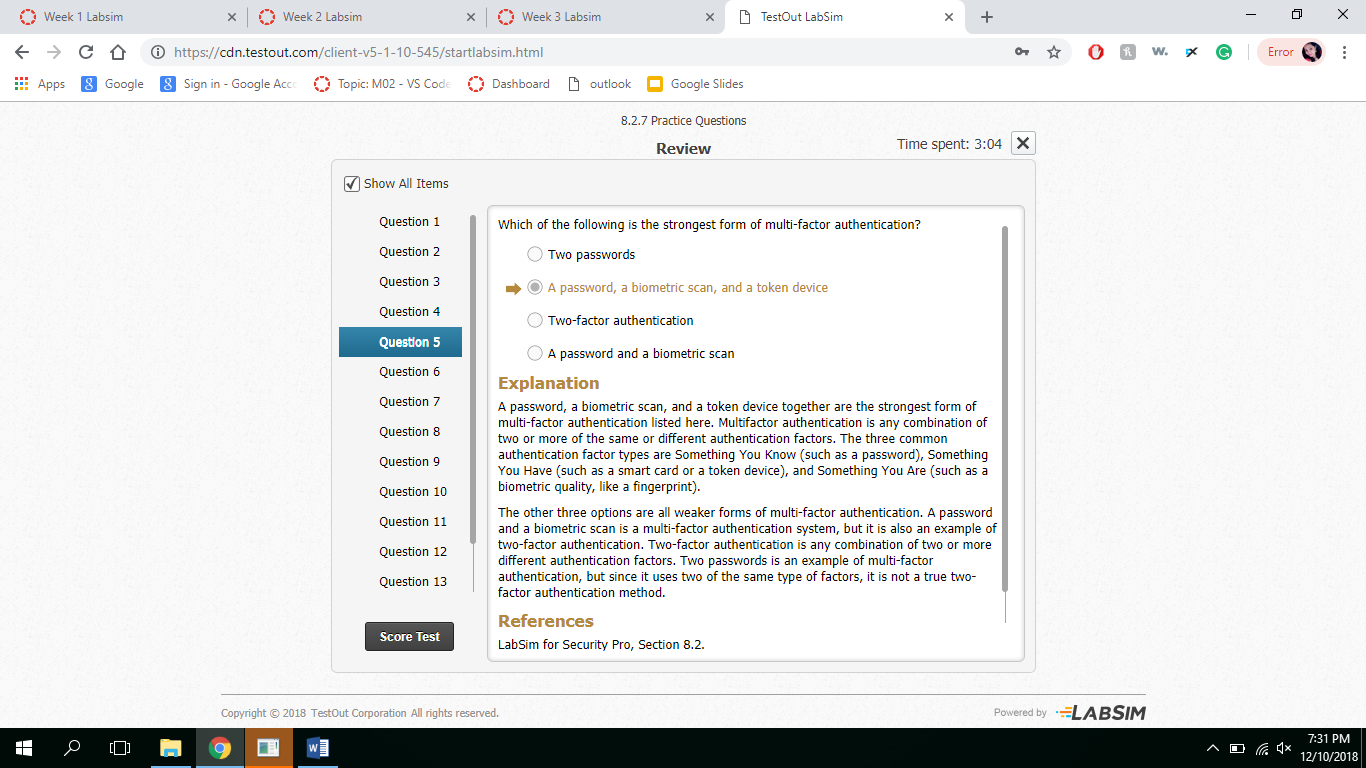 Week 1 Labsim
Week 2 Labsim
Week 3 Labsim
TestOut LabSim
https://cdn.testout.com/client-v5-1-10-545/startlabsim.html
Error
Apps
Google
Sign in - Google Acco
Topic: M02 - VS Code
Dashboard
outlook
Google Slides
8.2.7 Practice Questions
Review
Time spent: 3:04
Show All Items
Question 1
Question 2
Question 3
Question 4
Question 5
Question 6
Question 7
Question 8
Question 9
Question 10
Question 11
Question 12
Question 13
Score Test
Which of the following is the strongest form of multi-factor authentication?
Two passwords
A password, a biometric scan, and a token device
Two-factor authentication
A password and a biometric scan
Explanation
A password, a biometric scan, and a token device together are the strongest form of
multi-factor authentication listed here. Multifactor authentication is any combination of
two or more of the same or different authentication factors. The three common
authentication factor types are Something You Know (such as a password), Something
You Have (such as a smart card or a token device), and Something You Are (such as a
biometric quality, like a fingerprint).
The other three options are all weaker forms of multi-factor authentication. A password
and a biometric scan is a multi-factor authentication system, but it is also an example of
two-factor authentication. Two-factor authentication is any combination of two or more
different authentication factors. Two passwords is an example of multi-factor
authentication, but since it uses two of the same type of factors, it is not a true two-
factor authentication method.
References
LabSim for Security Pro, Section 8.2.
Copyright © 2018 TestOut Corporation All rights reserved.
Powered by LABSIM
7:31 PM
12/10/2018